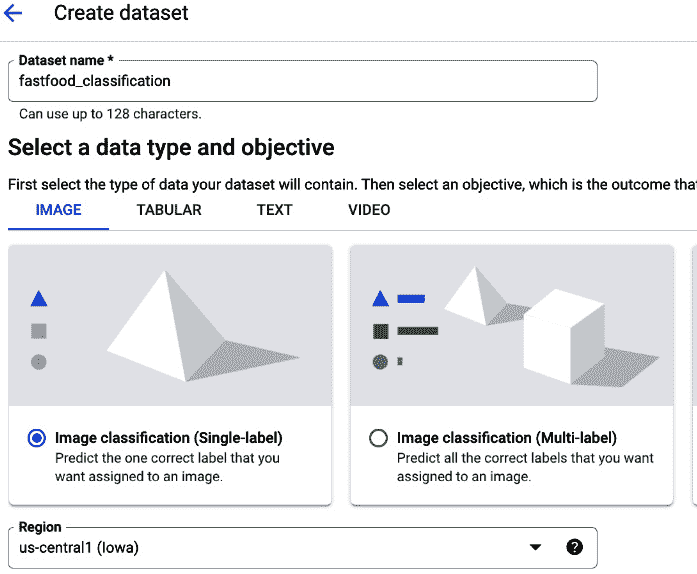 Create dataset
Dataset name *
fastfood_classification
Can use up to 128 characters.
Select a data type and objective
First select the type of data your dataset will contain. Then select an objective, which is the outcome that
IMAGE TABULAR TEXT VIDEO
Image classification (Single-label)
Predict the one correct label that you
want assigned to an image.
Image classification (Multi-label)
Predict all the correct labels that you want
assigned to an image.
Region
us-central1 (Iowa)
?